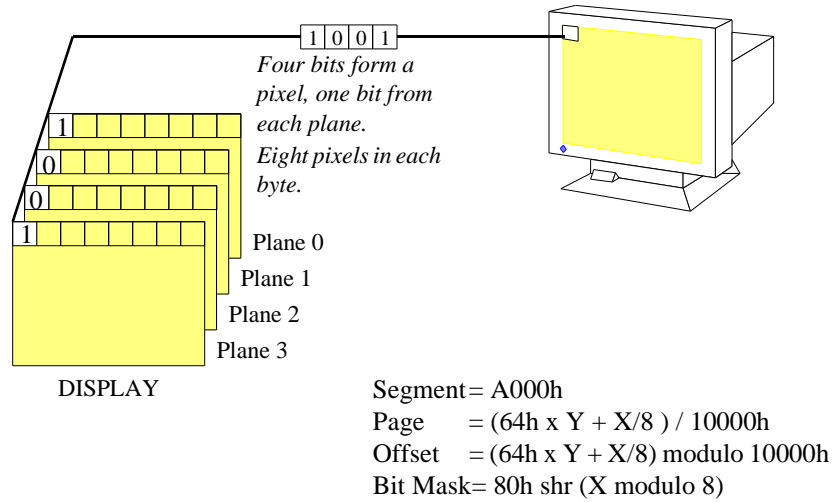 1 0 0 1
Four bits form a
pixel, one bit from
each plane.
Eight pixels in each
byte.
1
0
0
1
Plane 0
Plane 1
Plane 2
Plane 3
DISPLAY
Segment= A000h
Page = (64h x Y + X/8 ) / 10000h
Offset = (64h x Y + X/8) modulo 10000h
Bit Mask= 80h shr (X modulo 8)